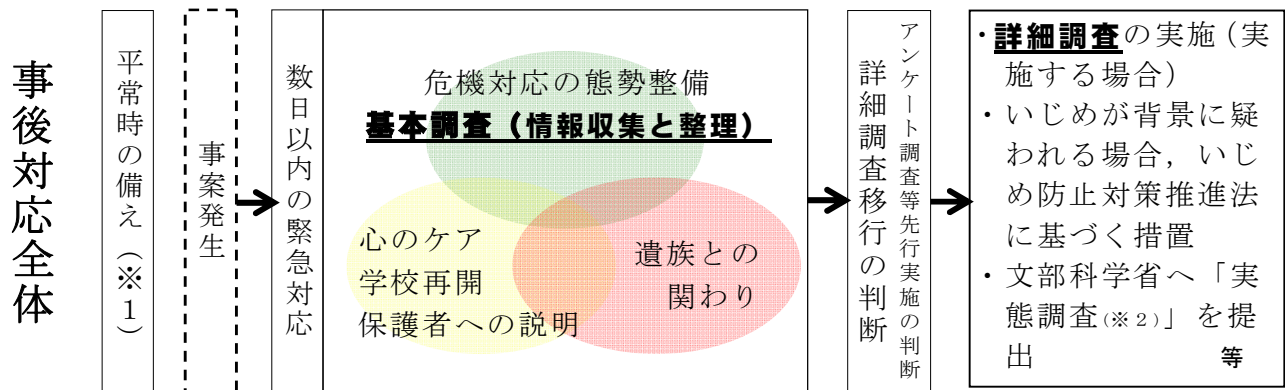 事後対応全体
平常時の備え（※１）
事案発生
数日以内の緊急対応
危機対応の態勢整備
基本調査（情報収集と整理）
心のケア
学校再開
保護者への説明
遺族との
関わり
詳細調査移行の判断
アンケート調査等先行実施の判断
・詳細調査の実施（実
施する場合）
・いじめが背景に疑
われる場合，いじ
め防止対策推進法
に基づく措置
・文部科学省へ「実
態調査(※２)」を提
出 等